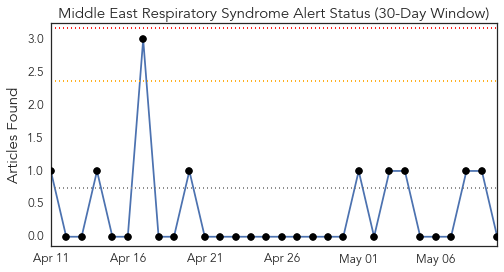 Middle East Respiratory Syndrome Alert Status (30-Day Window)
Articles Found
3.0
2.5
2.0
1.5
1.0
0.5
0.0
Apr 11 Apr 16 Apr 21 Apr 26 May 01 May 06